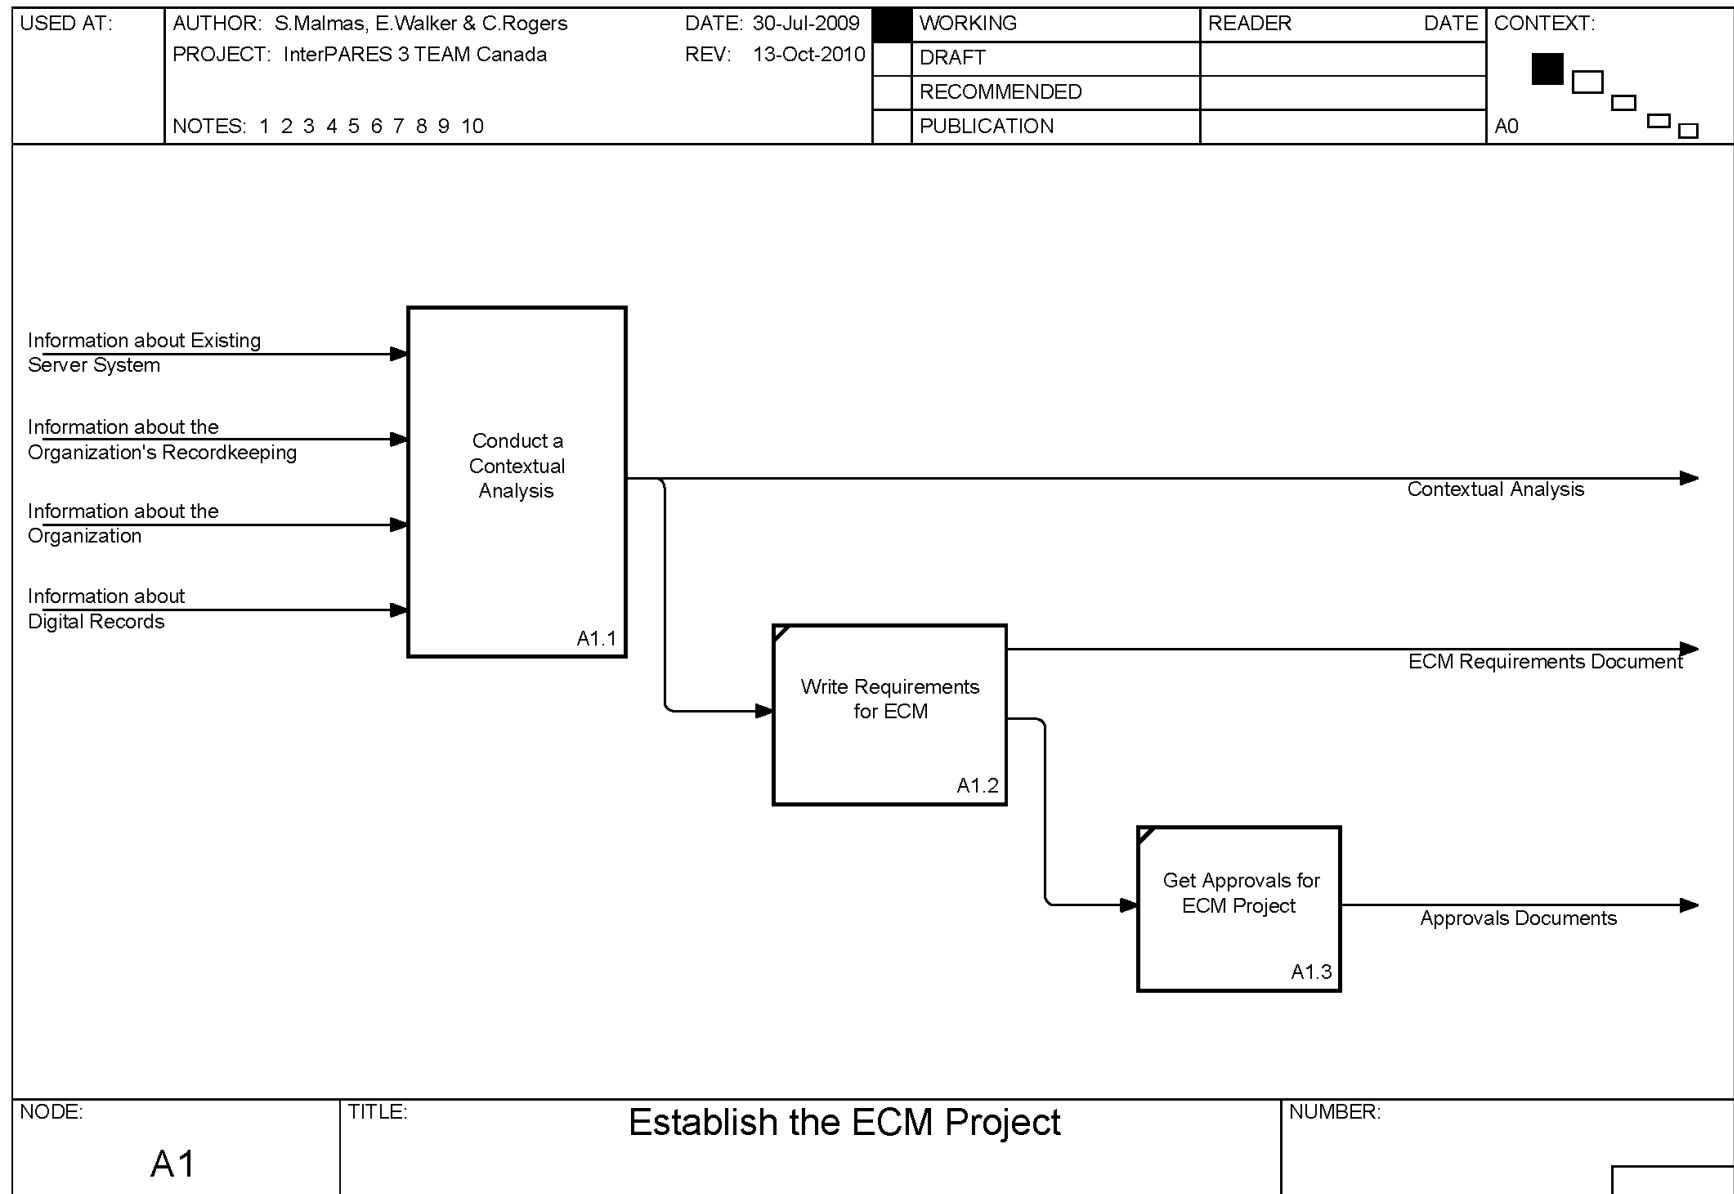 USED AT:
AUTHOR: S.Malmas, E.Walker & C.Rogers
DATE: 30-Jul-2009
PROJECT: InterPARES 3 TEAM Canada
REV: 13-Oct-2010
NOTES: 1 2 3 4 5 6 7 8 9 10
WORKING
DRAFT
RECOMMENDED
PUBLICATION
READER DATE
CONTEXT:
A0
Information about Existing
Server System
Information about the
Organization's Recordkeeping
Information about the
Organization
Information about
Digital Records
Conduct a
Contextual
Analysis
A1.1
Contextual Analysis
Write Requirements
for ECM
A1.2
ECM Requirements Document
Get Approvals for
ECM Project
A1.3
Approvals Documents
NODE:
A1
TITLE:
Establish the ECM Project
NUMBER: